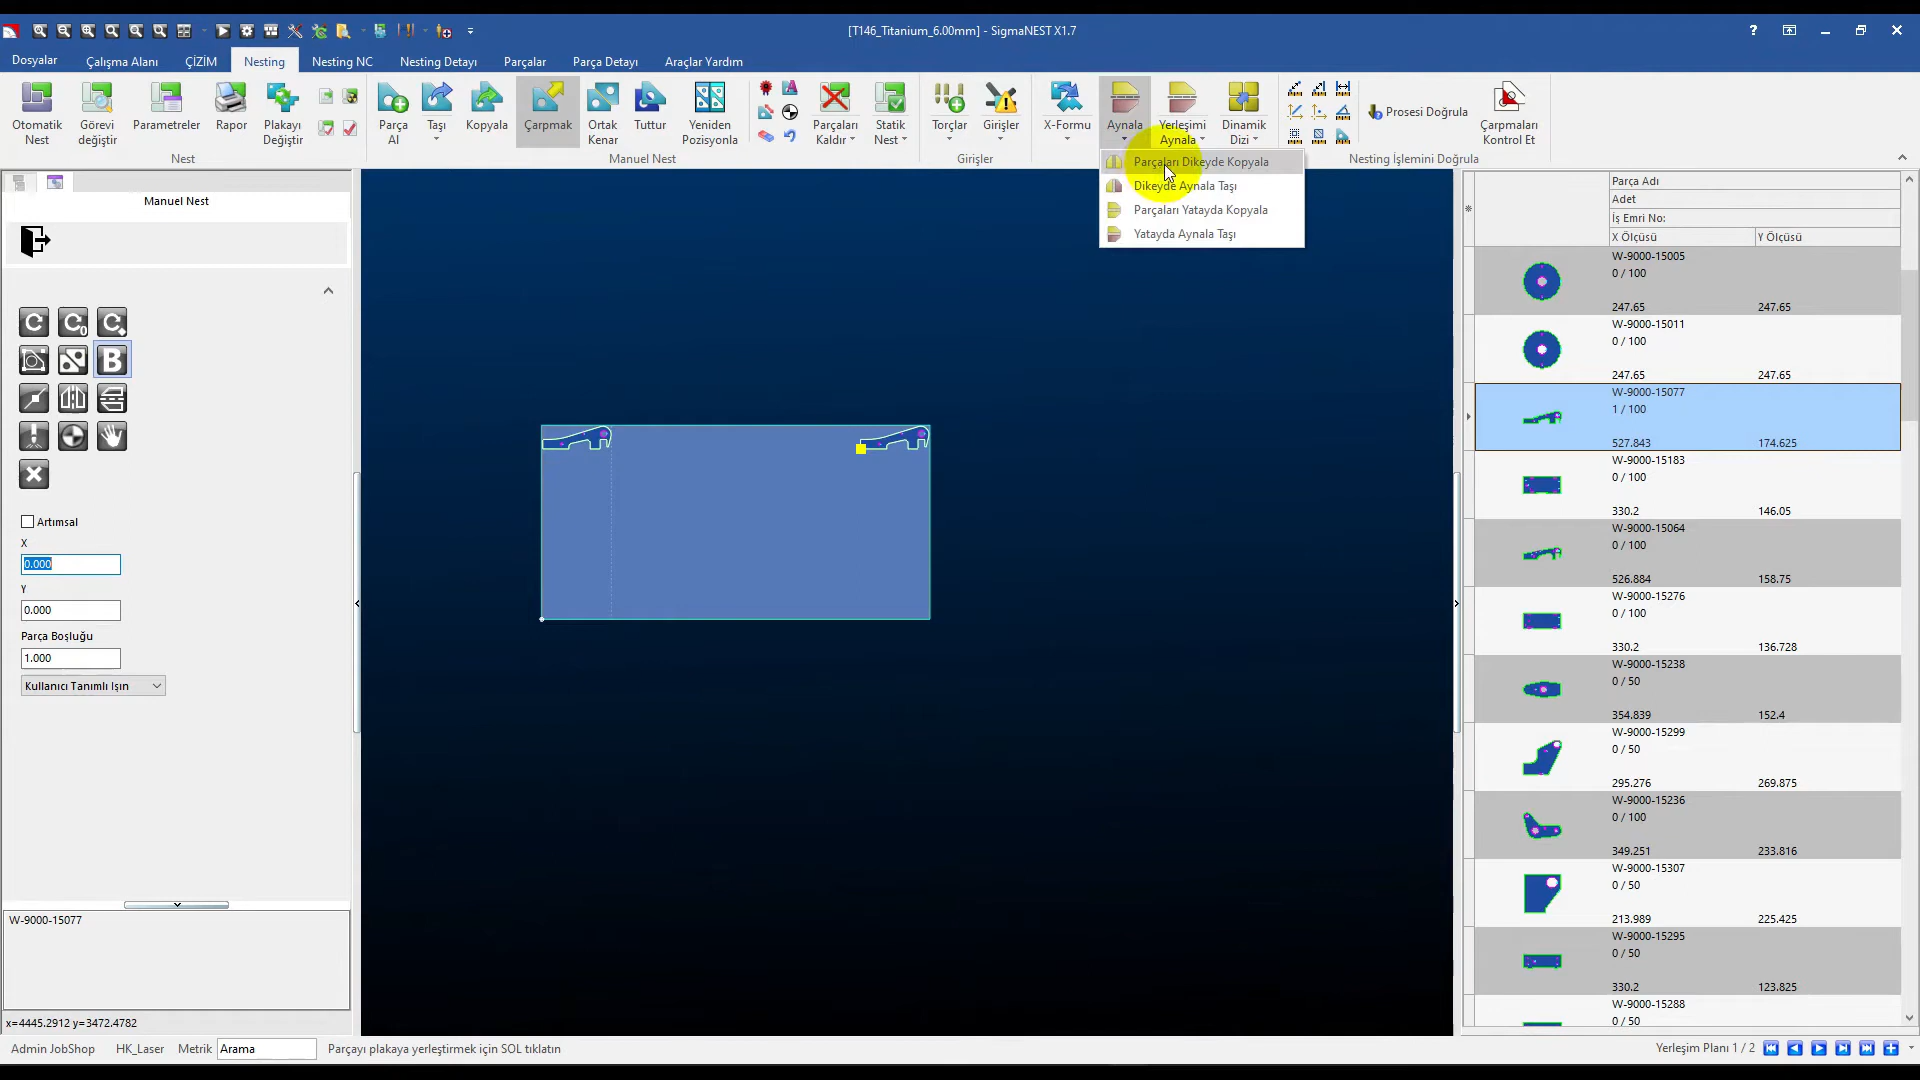 [T146_Titanium_6.00mm] - SigmaNEST X1.7
?
Dosyalar
Çalışma Alanı
ÇİZİM
Nesting
Nesting NC
Nesting Detayı
Parçalar
Parça Detayı
Araçlar Yardım
Otomatik Nest
Görevi değiştir
Parametreler
Rapor
Plakayı Değiştir
Parça Al
Taşı
Kopyala
Çarpmak
Ortak Kenar
Tuttur
Yeniden Pozisyonla
Parçaları Kaldır
Statik Nest
Torçlar
Girişler
X-Formu
Aynala
Yerleşimi Aynala
Dinamik Dizi
Prosesi Doğrula
Çarpmaları Kontrol Et
Nest
Manuel Nest
Girişler
Nesting İşlemini Doğrula
Parçaları Dikeyde Kopyala
Dikeyde Aynala Taşı
Parçaları Yatayda Kopyala
Yatayda Aynala Taşı
Manuel Nest
B
Artımsal
X
0.000
Y
0.000
Parça Boşluğu
1.000
Kullanıcı Tanımlı Işın
W-9000-15077
x=4445.2912 y=3472.4782
Parça Adı
Adet
İş Emri No:
X Ölçüsü Y Ölçüsü
W-9000-15005
0 / 100
247.65 247.65
W-9000-15011
0 / 100
247.65 247.65
W-9000-15077
1 / 100
527.843 174.625
W-9000-15183
0 / 100
330.2 146.05
W-9000-15064
0 / 100
526.884 158.75
W-9000-15276
0 / 100
330.2 136.728
W-9000-15238
0 / 50
354.839 152.4
W-9000-15299
0 / 50
295.276 269.875
W-9000-15236
0 / 100
349.251 233.816
W-9000-15307
0 / 50
213.989 225.425
W-9000-15295
0 / 50
330.2 123.825
W-9000-15288
0 / 100
Admin JobShop
HK_Laser
Metrik
Arama
Parçayı plakaya yerleştirmek için SOL tıklatın
Yerleşim Planı 1 / 2